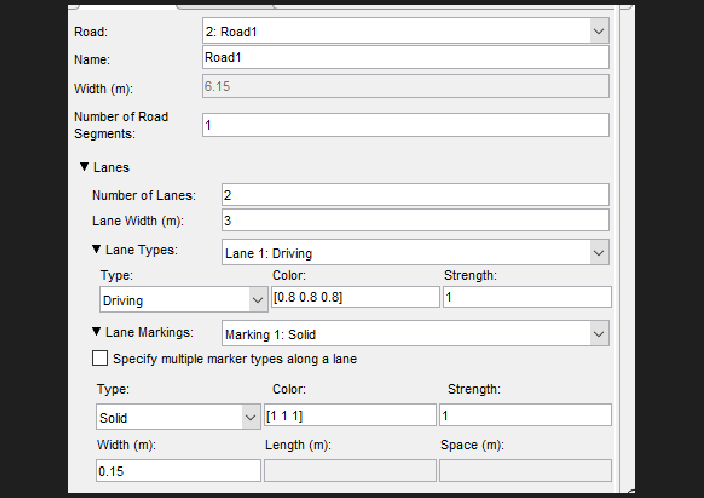 Road: 2: Road1
Name: Road1
Width (m): 6.15
Number of Road
Segments: 1
Lanes
Number of Lanes: 2
Lane Width (m): 3
Lane Types: Lane 1: Driving
Type: Color: Strength:
Driving [0.8 0.8 0.8] 1
Lane Markings: Marking 1: Solid
Specify multiple marker types along a lane
Type: Color: Strength:
Solid [1 1 1] 1
Width (m): Length (m): Space (m):
0.15